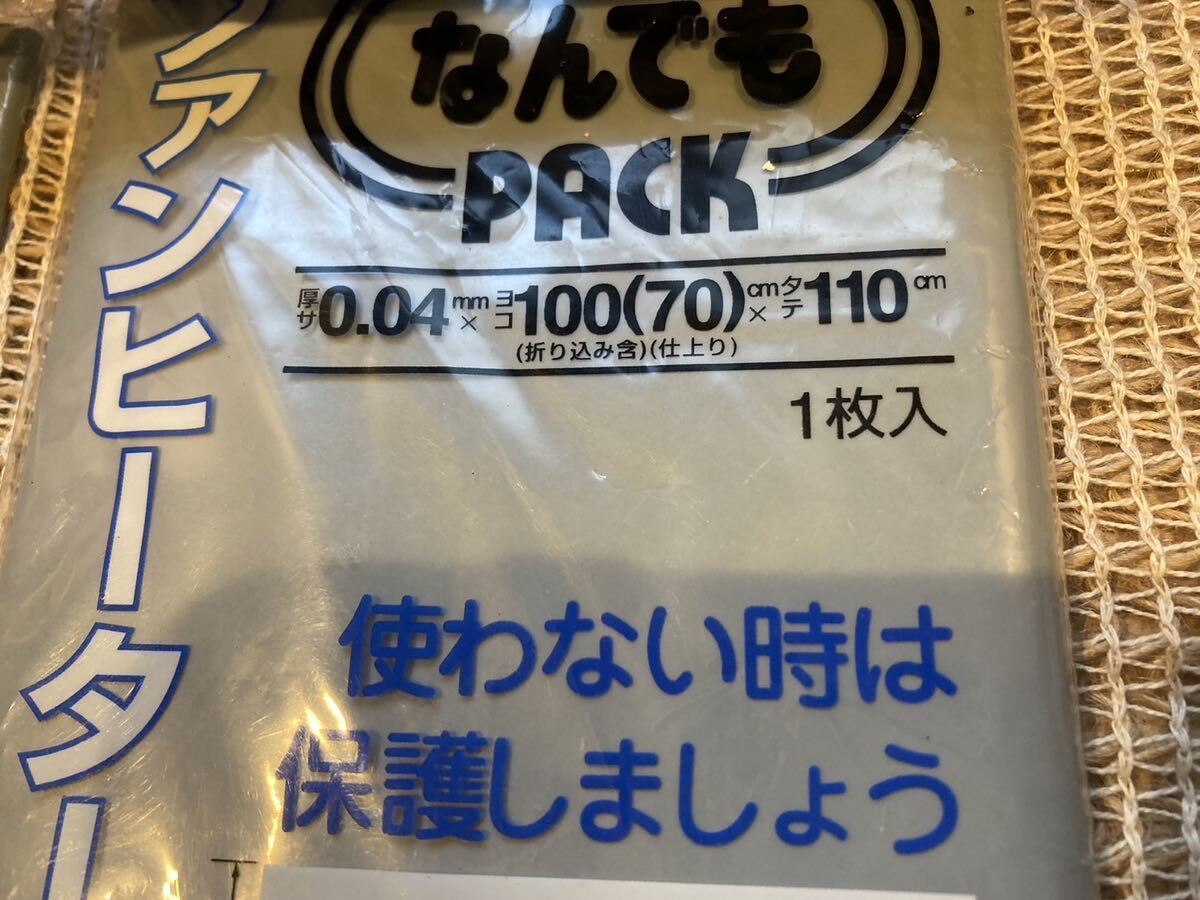 ファンヒーター
なんでも
PACK
厚サ0.04mm×ヨコ100(70)cm×タテ110cm
(折り込み含)(仕上り)
1枚入
使わない時は
保護しましょう